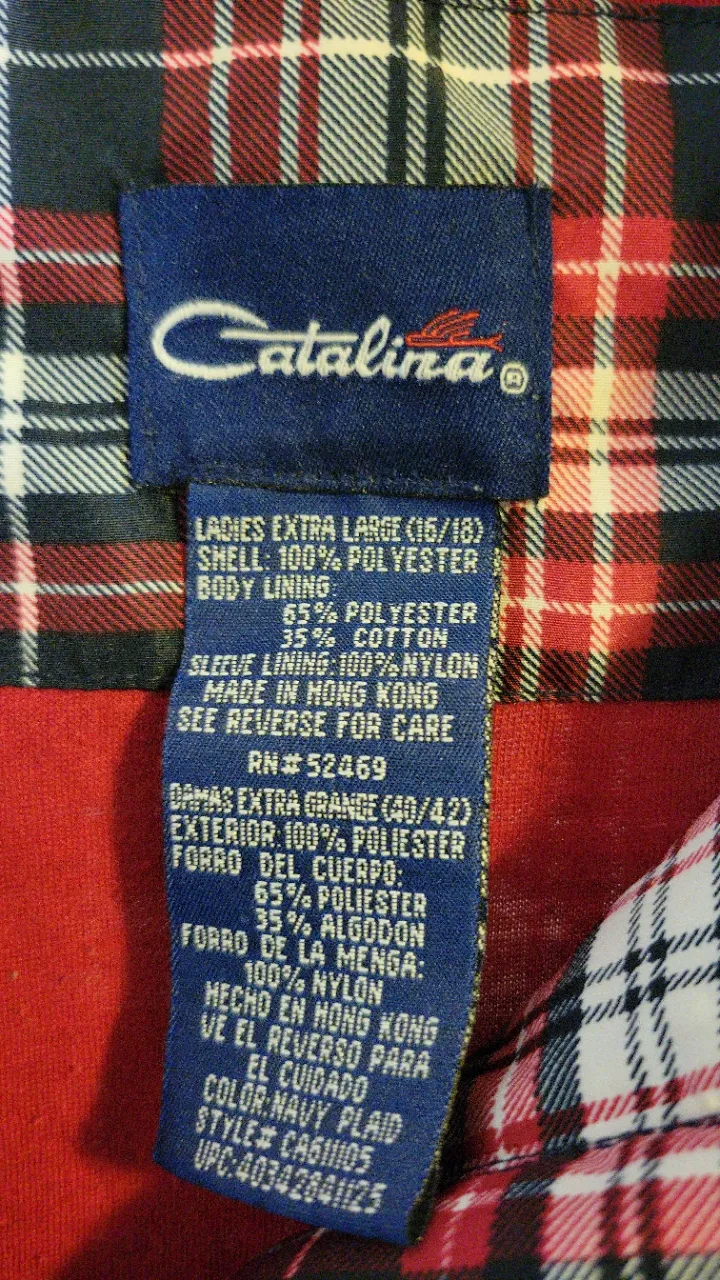 Catalina ®
LADIES EXTRA LARGE (16/18)
SHELL: 100% POLYESTER
BODY LINING:
65% POLYESTER
35% COTTON
SLEEVE LINING: 100% NYLON
MADE IN HONG KONG
SEE REVERSE FOR CARE
RN# 52469
DAMAS EXTRA GRANGE (40/42)
EXTERIOR: 100% POLIESTER
FORRO DEL CUERPO:
65% POLIESTER
35% ALGODON
FORRO DE LA MENGA:
100% NYLON
HECHO EN HONG KONG
VE EL REVERSO PARA
EL CUIDADO
COLOR:NAVY PLAID
STYLE# CA611105
UPC:40342041125